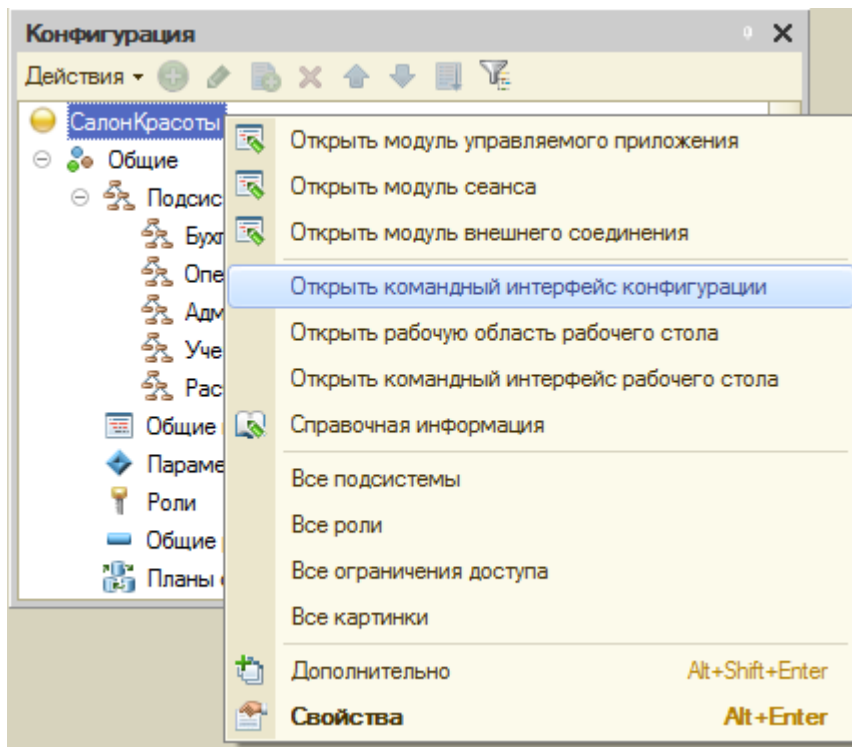 Конфигурация
Действия
СалонКрасоты
Общие
Подсис
Бухг
Опе
Адм
Уче
Рас
Общие
Параме
Роли
Общие
Планы
Открыть модуль управляемого приложения
Открыть модуль сеанса
Открыть модуль внешнего соединения
Открыть командный интерфейс конфигурации
Открыть рабочую область рабочего стола
Открыть командный интерфейс рабочего стола
Справочная информация
Все подсистемы
Все роли
Все ограничения доступа
Все картинки
Дополнительно Alt+Shift+Enter
Свойства Alt+Enter